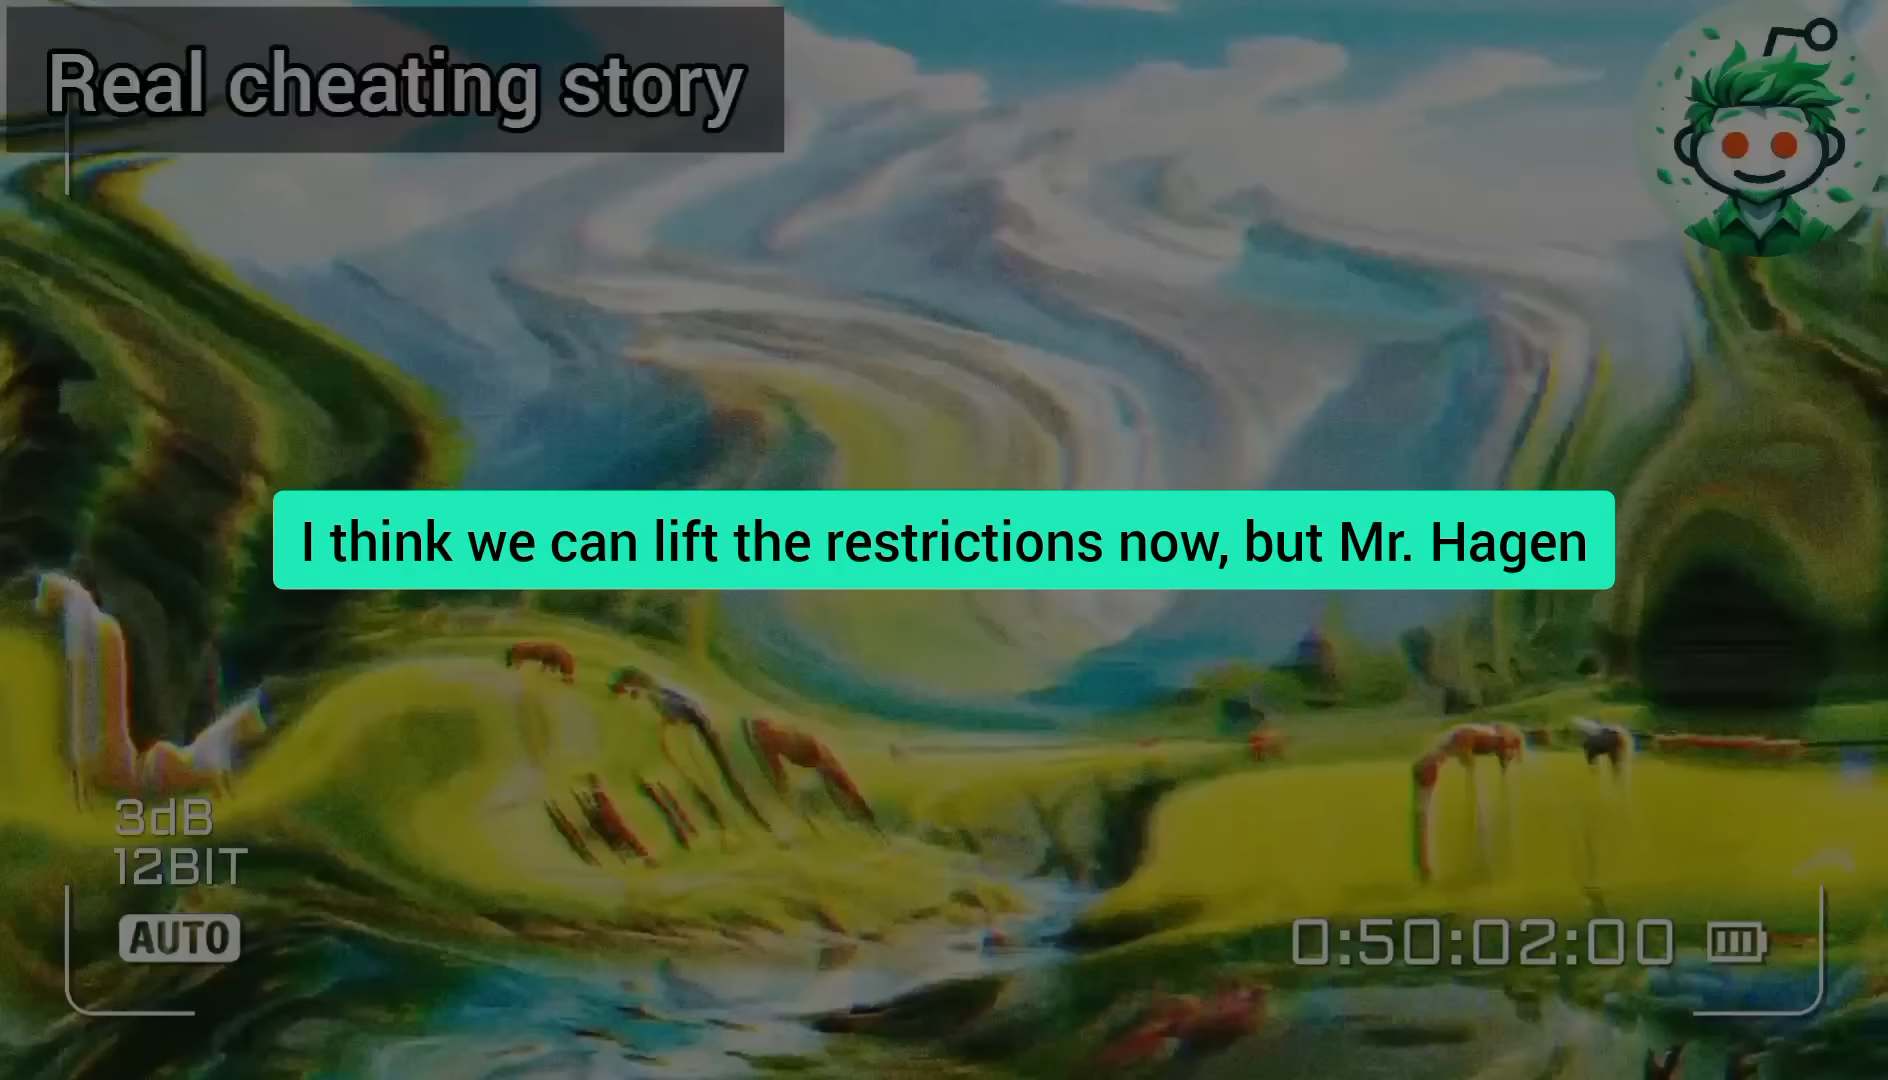 Real cheating story
I think we can lift the restrictions now, but Mr. Hagen
3dB
12BIT
AUTO
0:50:02:00